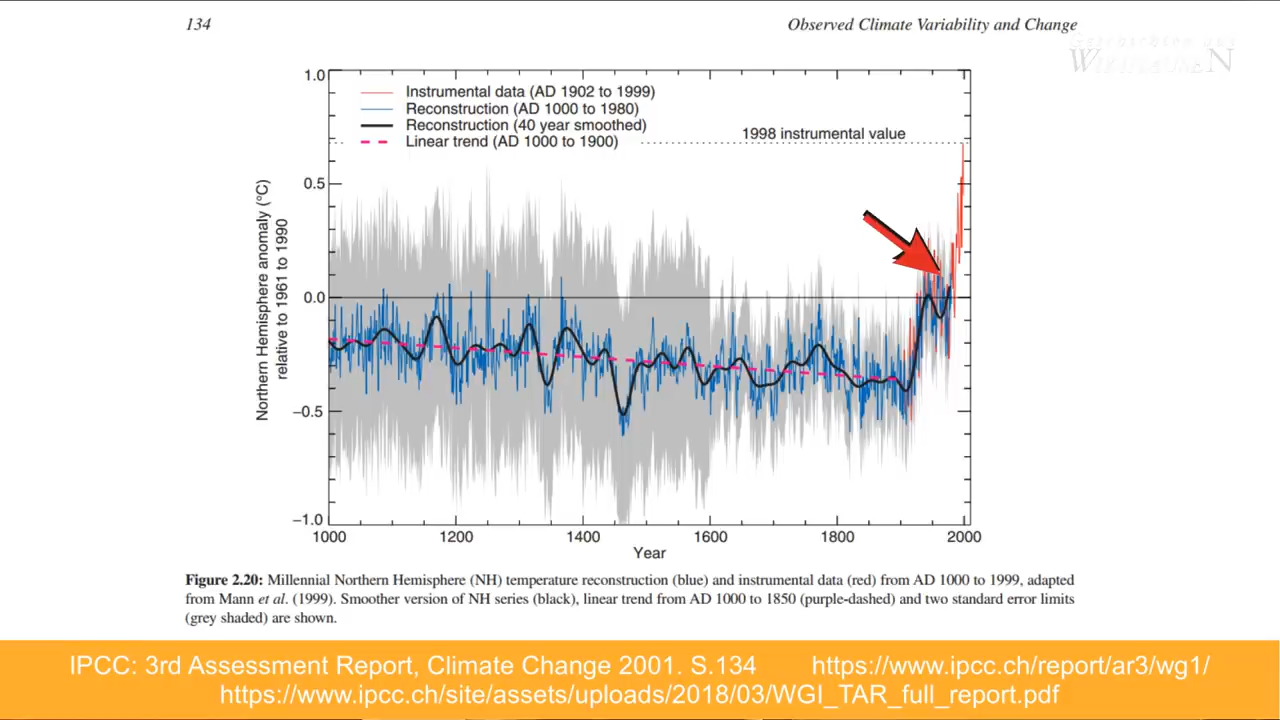 134
Observed Climate Variability and Change
1.0
Instrumental data (AD 1902 to 1999)
Reconstruction (AD 1000 to 1980)
Reconstruction (40 year smoothed)
Linear trend (AD 1000 to 1900)
1998 instrumental value
0.5
0.0
−0.5
−1.0
Northern Hemisphere anomaly (°C)
relative to 1961 to 1990
1000 1200 1400 1600 1800 2000
Year
Figure 2.20: Millennial Northern Hemisphere (NH) temperature reconstruction (blue) and instrumental data (red) from AD 1000 to 1999, adapted
from Mann et al. (1999). Smoother version of NH series (black), linear trend from AD 1000 to 1850 (purple-dashed) and two standard error limits
(grey shaded) are shown.
IPCC: 3rd Assessment Report, Climate Change 2001. S.134 https://www.ipcc.ch/report/ar3/wg1/
https://www.ipcc.ch/site/assets/uploads/2018/03/WGI_TAR_full_report.pdf